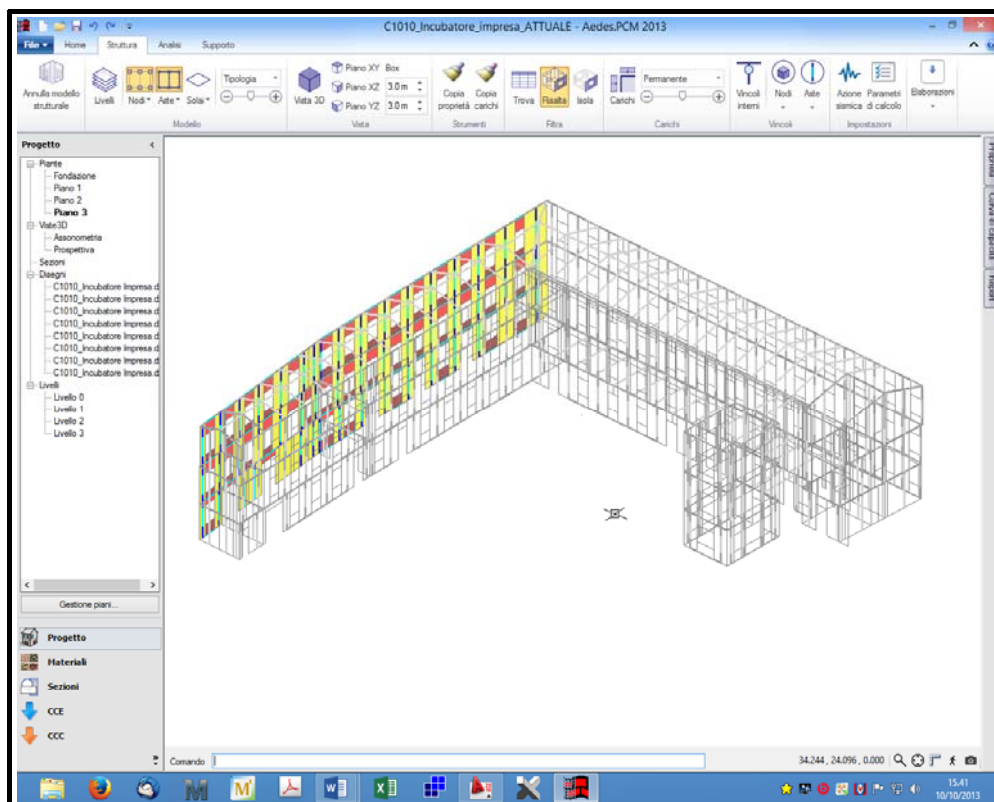 C1010_Incubatore_impresa_ATTUALE - Aedes.PCM 2013
File Home Struttura Analisi Supporto
Annulla modello strutturale
Livelli Nodi Aste Solai
Tipologia
Modello
Vista 3D
Piano XY Box
Piano XZ 3.0 m
Piano YZ 3.0 m
Vista
Copia proprietà Copia carichi
Strumenti
Trova Risalta Isola
Filtra
Carichi Permanente
Carichi
Vincoli interni Nodi Aste
Vincoli
Azione sismica Parametri di calcolo
Impostazioni
Elaborazioni
Progetto
Piante
Fondazione
Piano 1
Piano 2
Piano 3
Viste3D
Assonometria
Prospettiva
Sezioni
Disegni
C1010_Incubatore Impresa.d
C1010_Incubatore Impresa.d
C1010_Incubatore Impresa.d
C1010_Incubatore Impresa.d
C1010_Incubatore Impresa.d
C1010_Incubatore Impresa.d
C1010_Incubatore Impresa.d
C1010_Incubatore Impresa.d
Livelli
Livello 0
Livello 1
Livello 2
Livello 3
Gestione piani...
Progetto
Materiali
Sezioni
CCE
CCC
Proprietà
Curva di capacità
Report
Comando
34.244 , 24.096, 0.000
15.41
10/10/2013